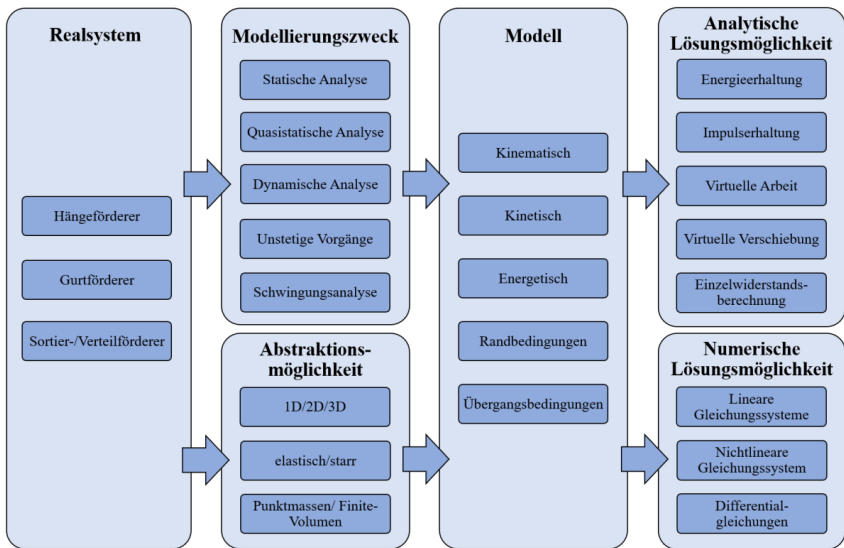 Realsystem
Hängeförderer
Gurtförderer
Sortier-/Verteilförderer
Modellierungszweck
Statische Analyse
Quasistatische Analyse
Dynamische Analyse
Unstetige Vorgänge
Schwingungsanalyse
Abstraktions-
möglichkeit
1D/2D/3D
elastisch/starr
Punktmassen/ Finite-
Volumen
Modell
Kinematisch
Kinetisch
Energetisch
Randbedingungen
Übergangsbedingungen
Analytische
Lösungsmöglichkeit
Energieerhaltung
Impulserhaltung
Virtuelle Arbeit
Virtuelle Verschiebung
Einzelwiderstands-
berechnung
Numerische
Lösungsmöglichkeit
Lineare
Gleichungssysteme
Nichtlineare
Gleichungssystem
Differential-
gleichungen